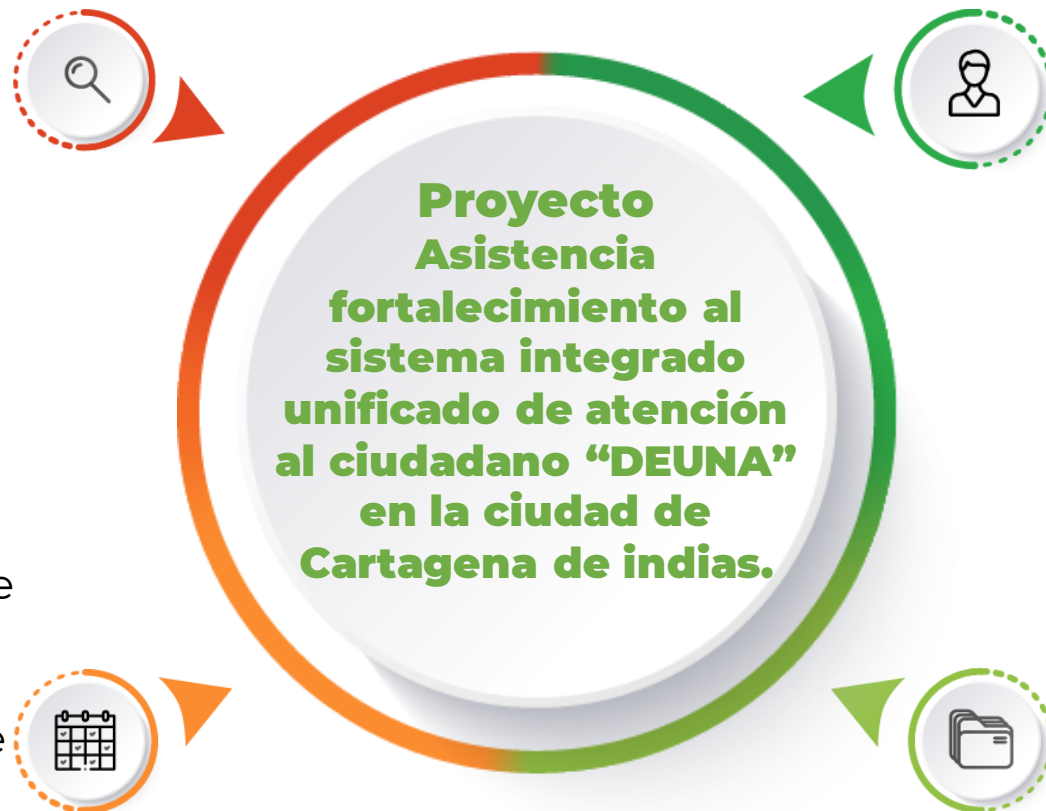 Proyecto
Asistencia
fortalecimiento al
sistema integrado
unificado de atención
al ciudadano “DEUNA”
en la ciudad de
Cartagena de indias.
e
e